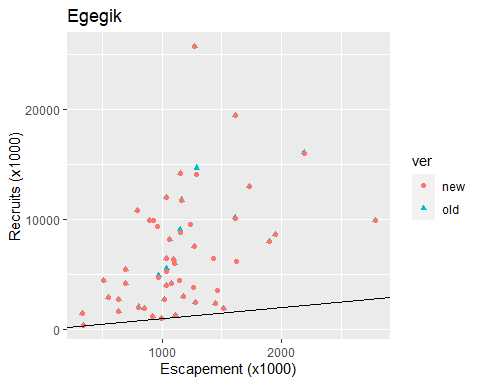 Egegik
Recruits (x1000)
20000
10000
0
1000 2000
Escapement (x1000)
ver
new
old